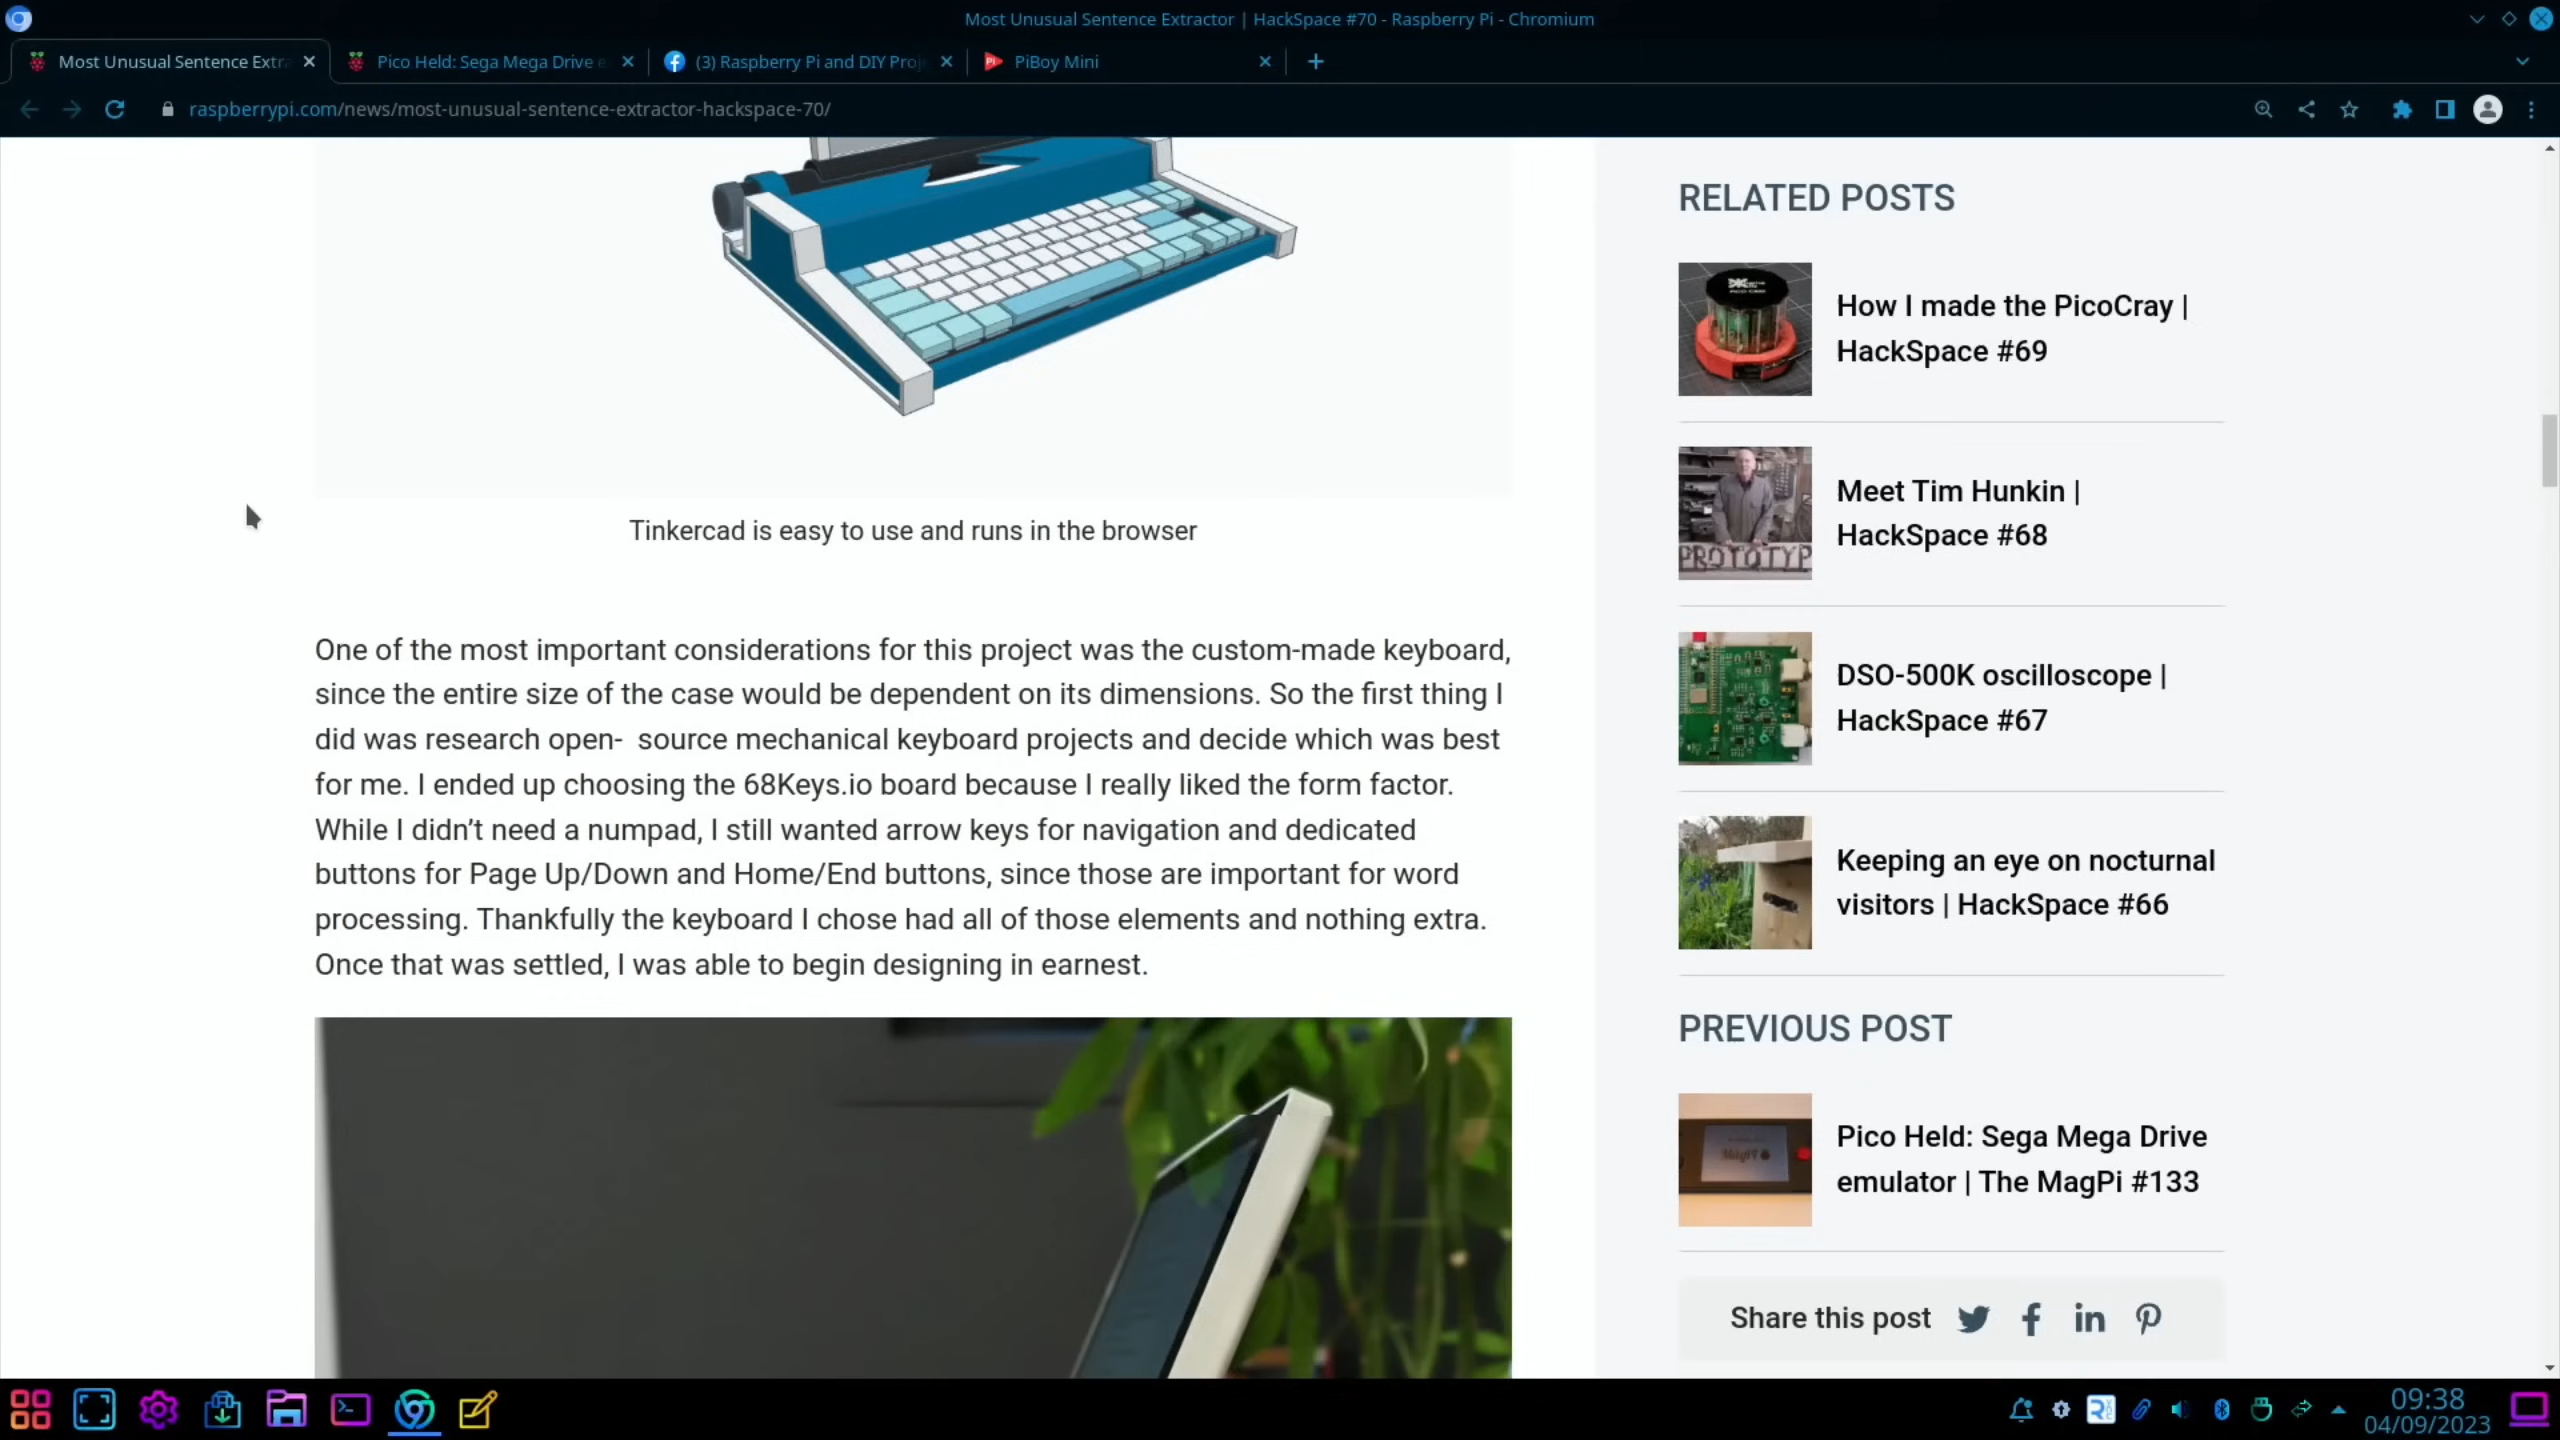 Most Unusual Sentence Extractor | HackSpace #70 - Raspberry Pi - Chromium
Most Unusual Sentence Extra
Pico Held: Sega Mega Drive e
(3) Raspberry Pi and DIY Proj
PiBoy Mini
raspberrypi.com/news/most-unusual-sentence-extractor-hackspace-70/
Tinkercad is easy to use and runs in the browser
One of the most important considerations for this project was the custom-made keyboard,
since the entire size of the case would be dependent on its dimensions. So the first thing I
did was research open- source mechanical keyboard projects and decide which was best
for me. I ended up choosing the 68Keys.io board because I really liked the form factor.
While I didn’t need a numpad, I still wanted arrow keys for navigation and dedicated
buttons for Page Up/Down and Home/End buttons, since those are important for word
processing. Thankfully the keyboard I chose had all of those elements and nothing extra.
Once that was settled, I was able to begin designing in earnest.
RELATED POSTS
How I made the PicoCray |
HackSpace #69
PROTOTYP
Meet Tim Hunkin |
HackSpace #68
DSO-500K oscilloscope |
HackSpace #67
Keeping an eye on nocturnal
visitors | HackSpace #66
PREVIOUS POST
MagPi
Pico Held: Sega Mega Drive
emulator | The MagPi #133
Share this post
09:38
04/09/2023